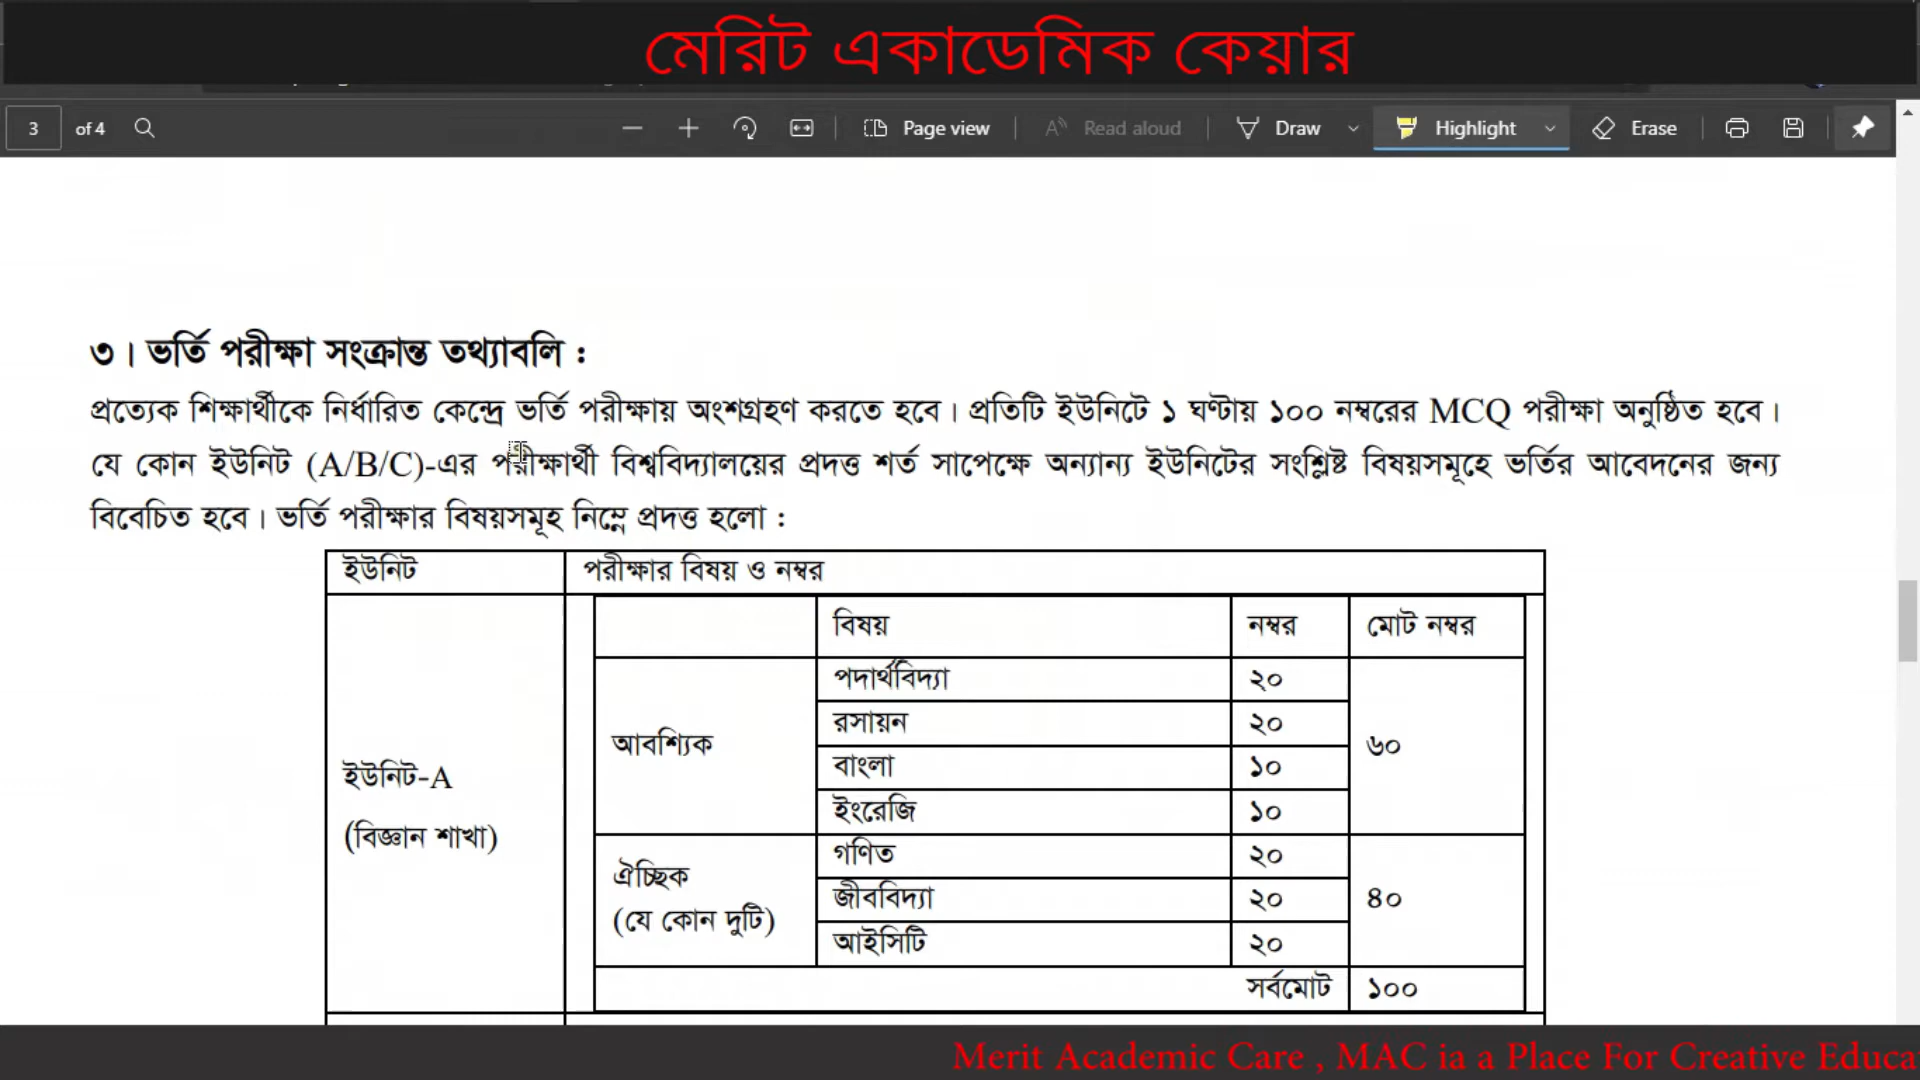 মেরিট একাডেমিক কেয়ার
3 of 4 Page view Read aloud Draw Highlight Erase
৩। ভর্তি পরীক্ষা সংক্রান্ত তথ্যাবলি :
প্রত্যেক শিক্ষার্থীকে নির্ধারিত কেন্দ্রে ভর্তি পরীক্ষায় অংশগ্রহণ করতে হবে। প্রতিটি ইউনিটে ১ ঘণ্টায় ১০০ নম্বরের MCQ পরীক্ষা অনুষ্ঠিত হবে।
যে কোন ইউনিট (A/B/C)-এর পরীক্ষার্থী বিশ্ববিদ্যালয়ের প্রদত্ত শর্ত সাপেক্ষে অন্যান্য ইউনিটের সংশ্লিষ্ট বিষয়সমূহে ভর্তির আবেদনের জন্য
বিবেচিত হবে। ভর্তি পরীক্ষার বিষয়সমূহ নিম্নে প্রদত্ত হলো :
ইউনিট পরীক্ষার বিষয় ও নম্বর
বিষয় নম্বর মোট নম্বর
ইউনিট-A
(বিজ্ঞান শাখা)
আবশ্যিক
পদার্থবিদ্যা ২০
রসায়ন ২০
বাংলা ১০
ইংরেজি ১০
৬০
ঐচ্ছিক
(যে কোন দুটি)
গণিত ২০
জীববিদ্যা ২০
আইসিটি ২০
৪০
সর্বমোট ১০০
Merit Academic Care , MAC ia a Place For Creative Educa